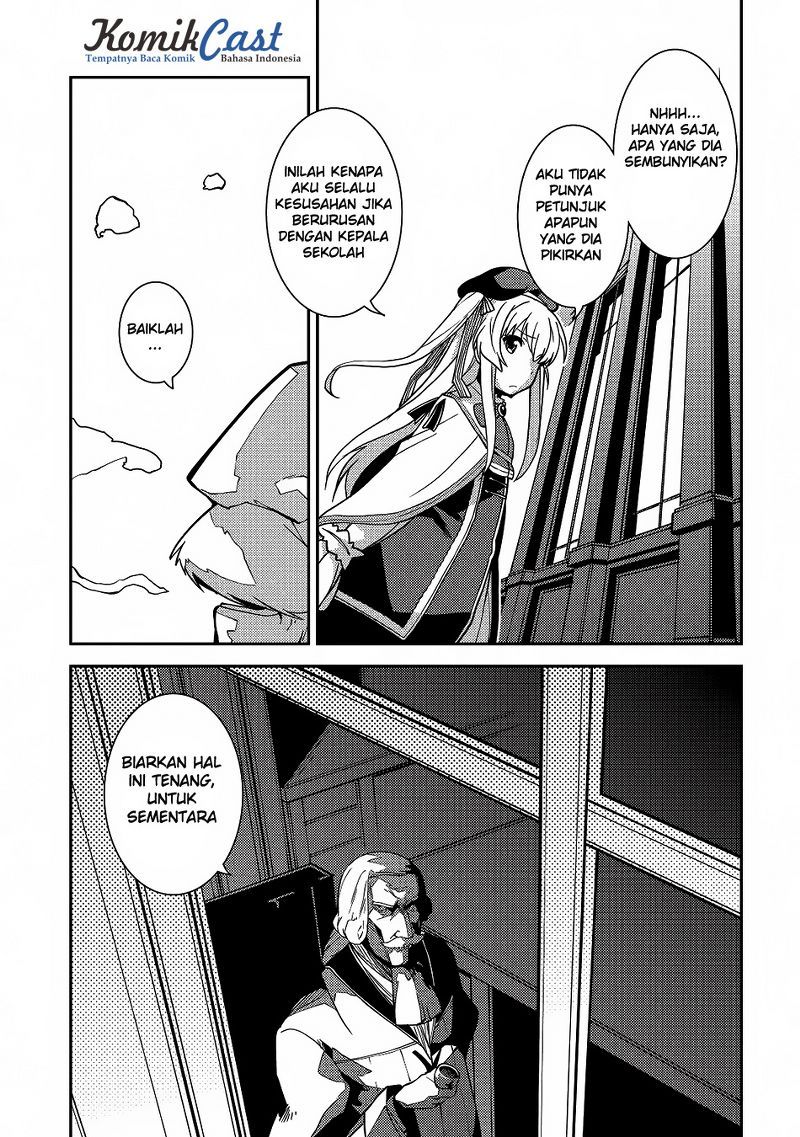 KomikCast
Tempatnya Baca Komik Bahasa Indonesia
NHHH...
HANYA SAJA,
APA YANG DIA
SEMBUNYIKAN?
AKU TIDAK
PUNYA
PETUNJUK
APAPUN
YANG DIA
PIKIRKAN
INILAH KENAPA
AKU SELALU
KESUSAHAN JIKA
BERURUSAN
DENGAN KEPALA
SEKOLAH
BAIKLAH
...
BIARKAN HAL
INI TENANG,
UNTUK
SEMENTARA